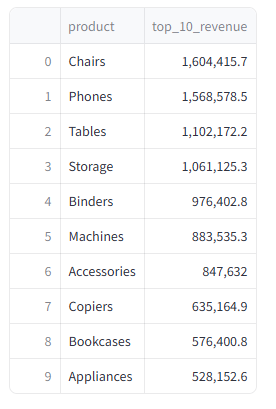 product top_10_revenue
0 Chairs 1,604,415.7
1 Phones 1,568,578.5
2 Tables 1,102,172.2
3 Storage 1,061,125.3
4 Binders 976,402.8
5 Machines 883,535.3
6 Accessories 847,632
7 Copiers 635,164.9
8 Bookcases 576,400.8
9 Appliances 528,152.6